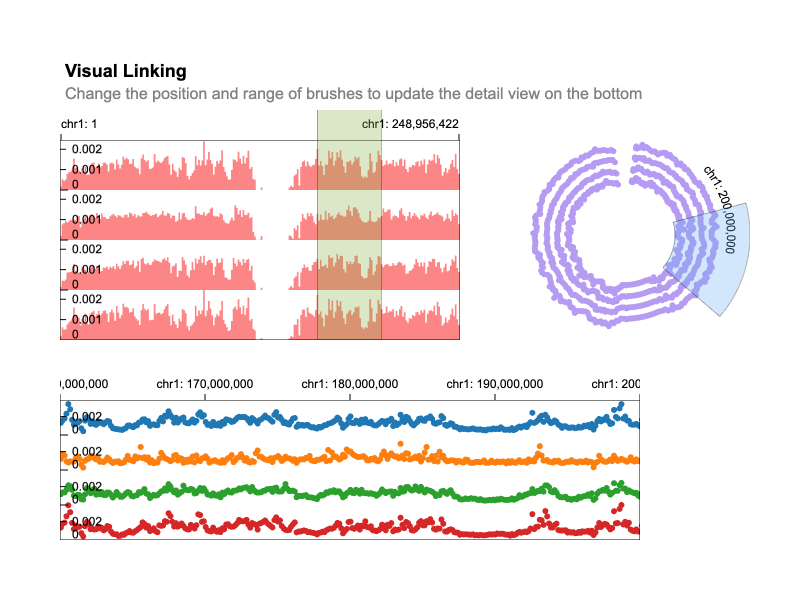 Visual Linking
Change the position and range of brushes to update the detail view on the bottom
chr1: 1
chr1: 248,956,422
0.002
0.001
0
0.002
0.001
0
0.002
0.001
0
0.002
0.001
0
chr1: 200,000,000
0,000,000
chr1: 170,000,000
chr1: 180,000,000
chr1: 190,000,000
chr1: 200
0.002
0
0.002
0
0.002
0
0.002
0